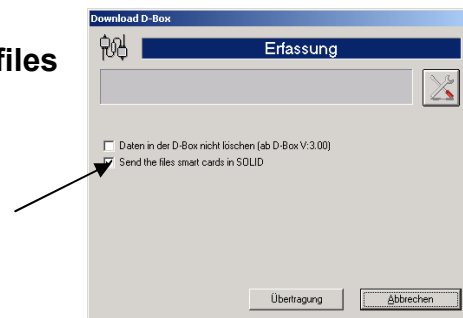 Download D-Box
Erfassung
files
Daten in der D-Box nicht löschen (ab D-Box V:3.00)
Send the files smart cards in SOLID
Übertragung
Abbrechen